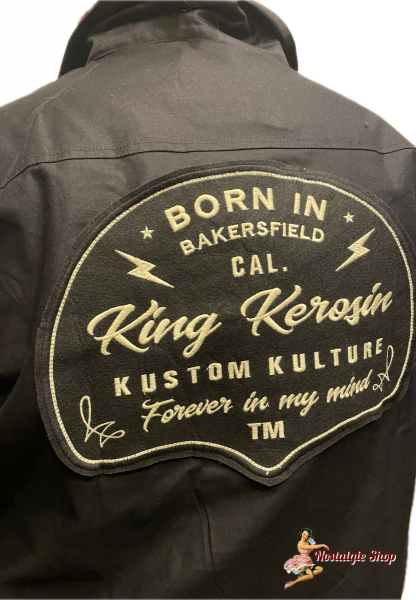 BORN IN
BAKERSFIELD
CAL.
King Kerosin
KUSTOM KULTURE
Forever in my mind
TM
Nostalgie Shop